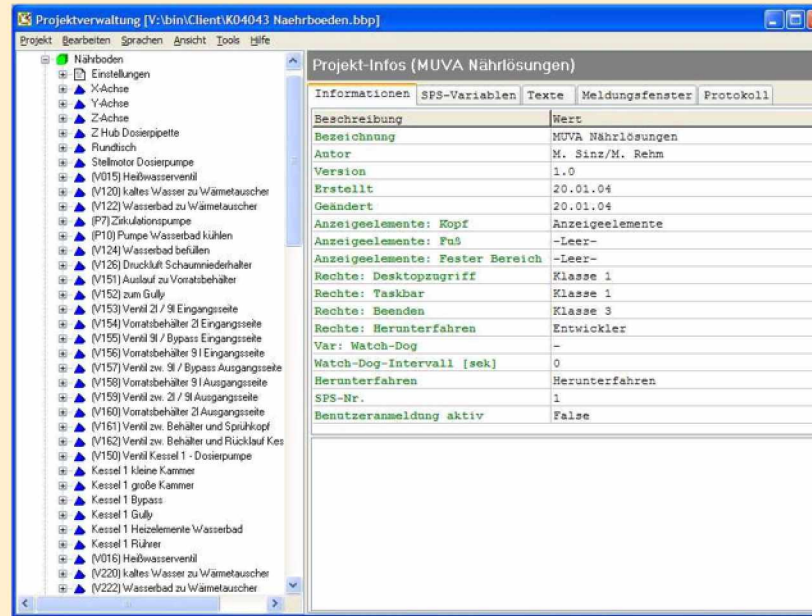 Projektverwaltung [V:\bin\Client\K04043 Naehrboeden.bbp]
Projekt Bearbeiten Sprachen Ansicht Tools Hilfe
Nährboden
Einstellungen
X-Achse
Y-Achse
Z-Achse
Z Hub Dosierpipette
Rundtisch
Stellmotor Dosierpumpe
(V015) Heißwasserventil
(V120) kaltes Wasser zu Wärmetauscher
(V122) Wasserbad zu Wärmetauscher
(P7) Zirkulationspumpe
(P10) Pumpe Wasserbad kühlen
(V124) Wasserbad befüllen
(V126) Druckluft Schaumniederhalter
(V151) Auslauf zu Vorratsbehälter
(V152) zum Gully
(V153) Ventil 2l / 9l Eingangsseite
(V154) Vorratsbehälter 2l Eingangsseite
(V155) Ventil 9l / Bypass Eingangsseite
(V156) Vorratsbehälter 9 l Eingangsseite
(V157) Ventil zw. 9l / Bypass Ausgangsseite
(V158) Vorratsbehälter 9 l Ausgangsseite
(V159) Ventil zw. 2l / 9l Ausgangsseite
(V160) Vorratsbehälter 2l Ausgangsseite
(V161) Ventil zw. Behälter und Sprühkopf
(V162) Ventil zw. Behälter und Rücklauf Kes
(V150) Ventil Kessel 1 - Dosierpumpe
Kessel 1 kleine Kammer
Kessel 1 große Kammer
Kessel 1 Bypass
Kessel 1 Gully
Kessel 1 Heizelemente Wasserbad
Kessel 1 Rührer
(V016) Heißwasserventil
(V220) kaltes Wasser zu Wärmetauscher
(V222) Wasserbad zu Wärmetauscher
Projekt-Infos (MUVA Nährlösungen)
Informationen SPS-Variablen Texte Meldungsfenster Protokoll
Beschreibung Wert
Bezeichnung MUVA Nährlösungen
Autor M. Sinz/M. Rehm
Version 1.0
Erstellt 20.01.04
Geändert 20.01.04
Anzeigeelemente: Kopf Anzeigeelemente
Anzeigeelemente: Fuß -Leer-
Anzeigeelemente: Fester Bereich -Leer-
Rechte: Desktopzugriff Klasse 1
Rechte: Taskbar Klasse 1
Rechte: Beenden Klasse 3
Rechte: Herunterfahren Entwickler
Var: Watch-Dog -
Watch-Dog-Intervall [sek] 0
Herunterfahren Herunterfahren
SPS-Nr. 1
Benutzeranmeldung aktiv False